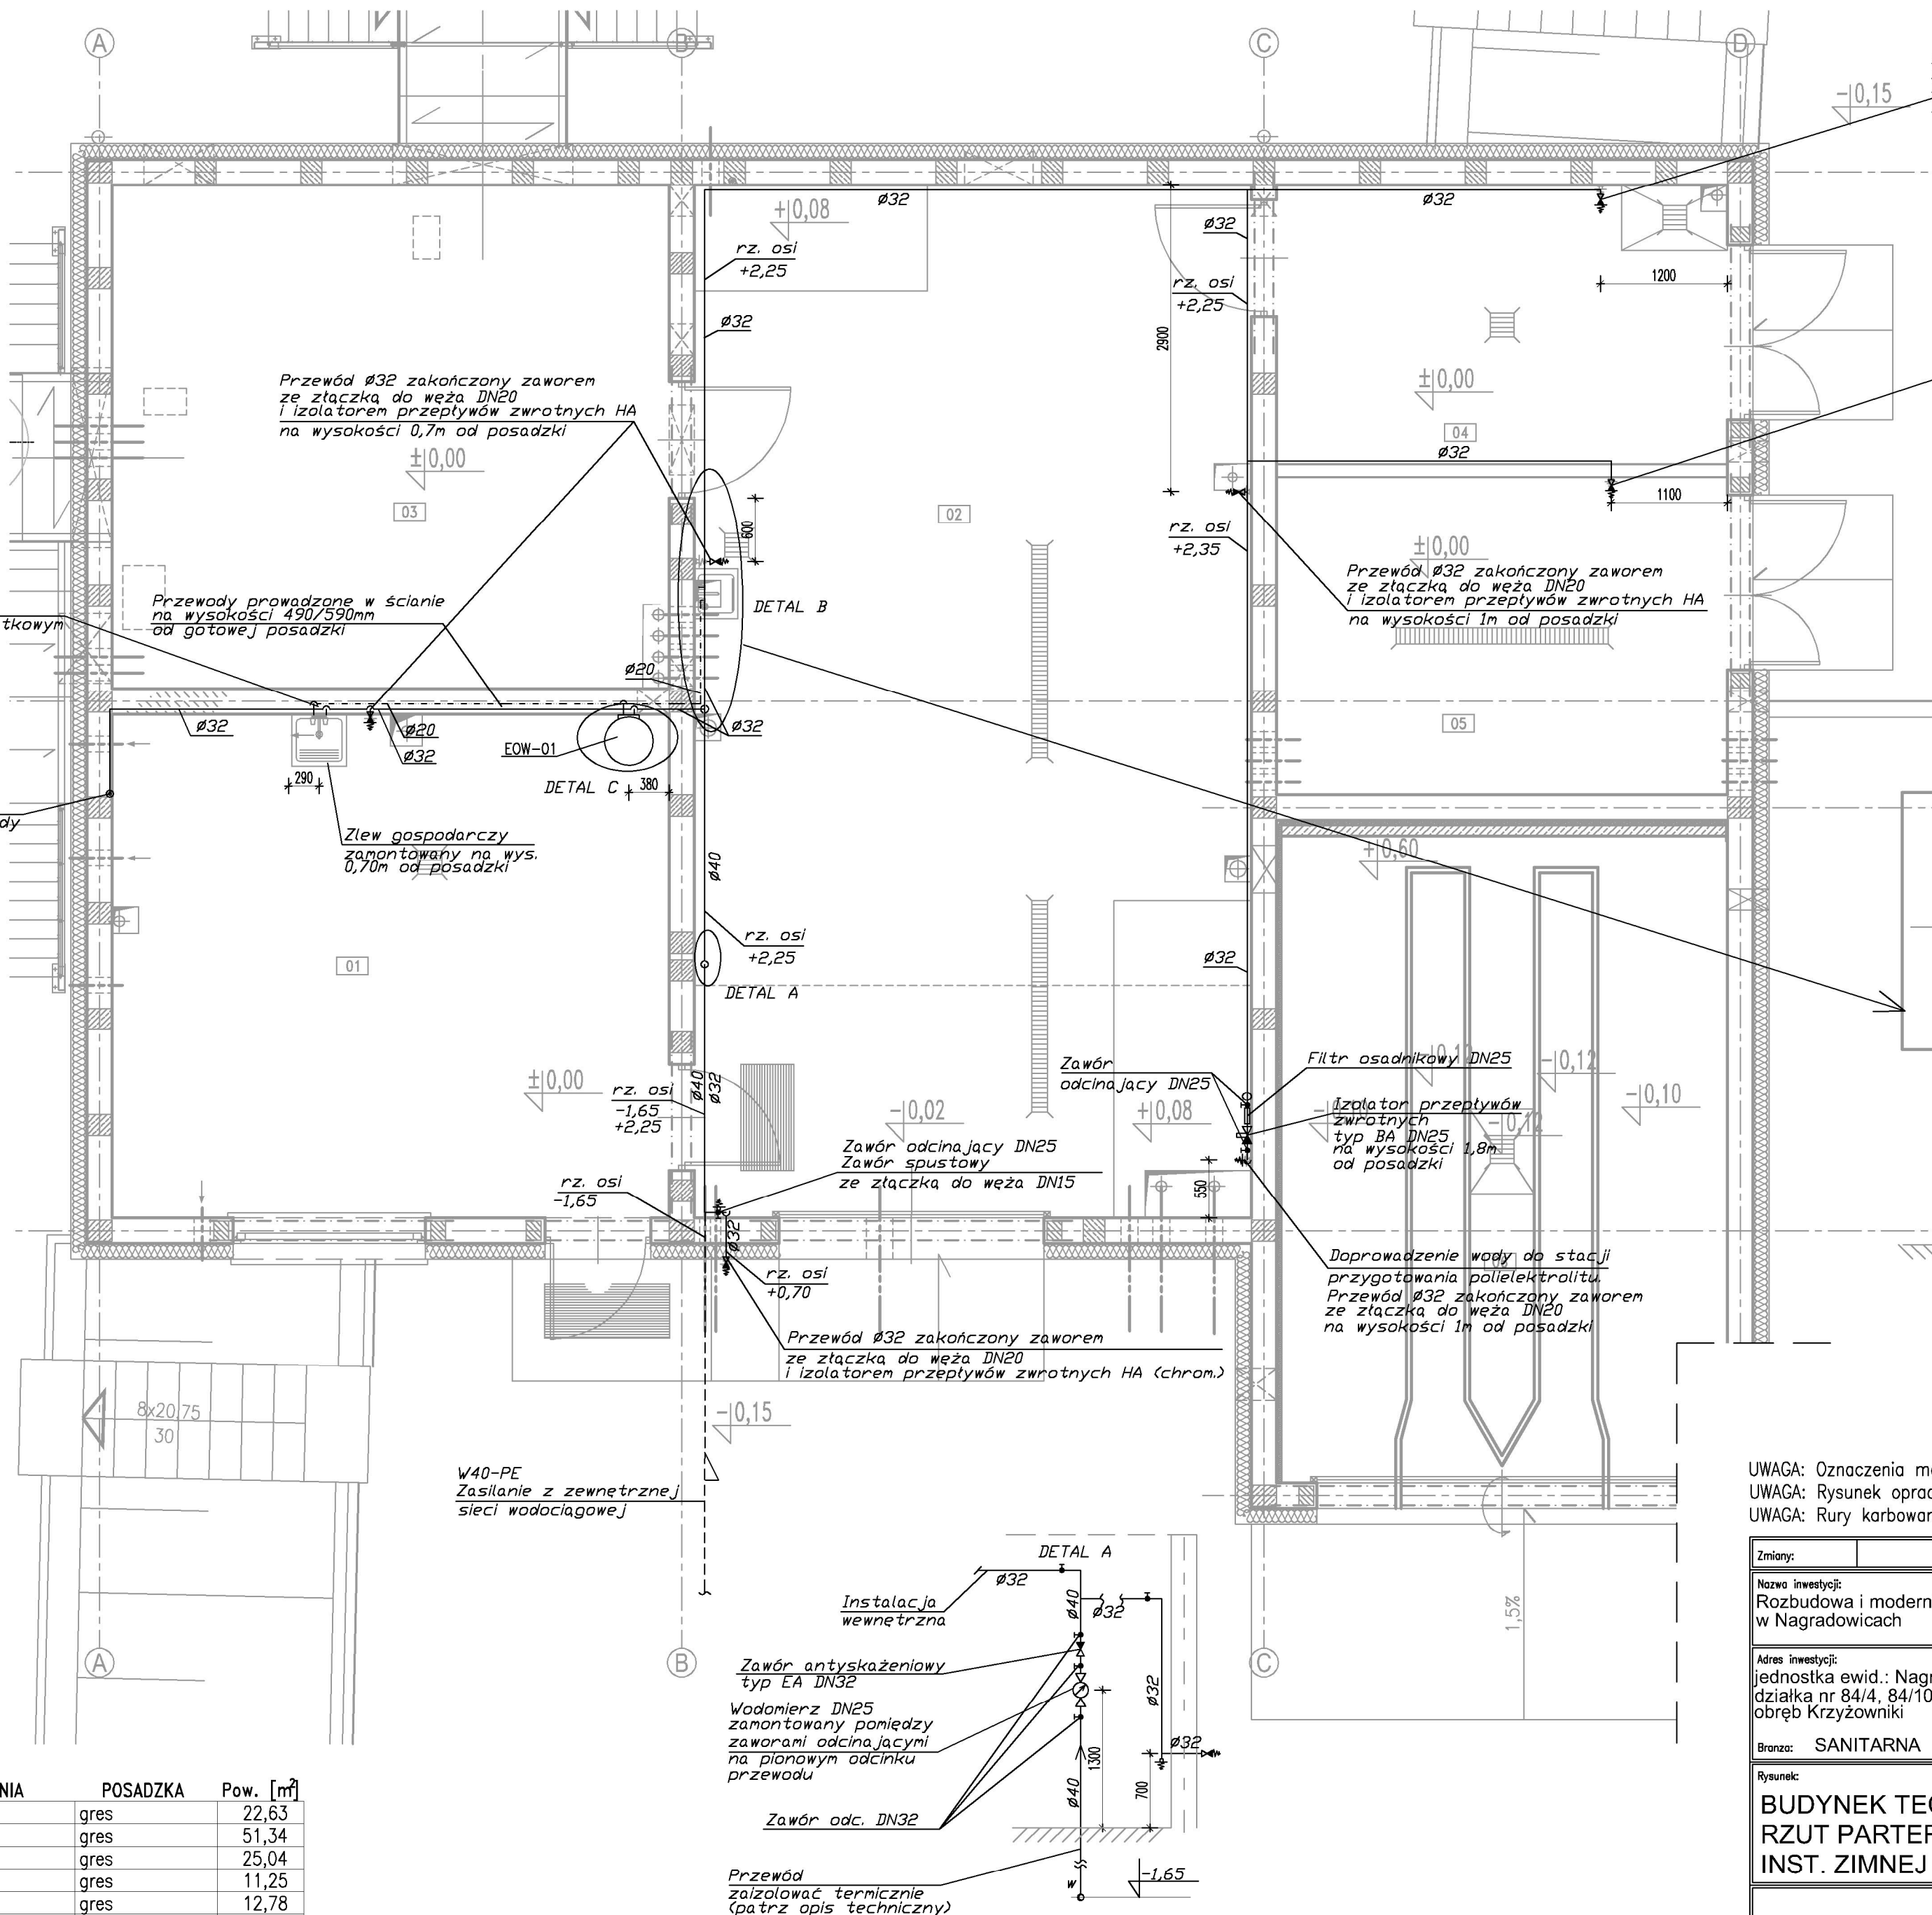 A
B
C
D
-0,15
ø32
ø32
+0,08
ø32
rz. osi
+2,25
rz. osi
+2,25
1200
ø32
2900
Przewód ø32 zakończony zaworem
ze złączką do węża DN20
i izolatorem przepływów zwrotnych HA
na wysokości 0,7m od posadzki
±0,00
±0,00
04
ø32
03
02
1100
600
rz. osi
+2,35
±0,00
Przewód ø32 zakończony zaworem
ze złączką do węża DN20
i izolatorem przepływów zwrotnych HA
na wysokości 1m od posadzki
Przewody prowadzone w ścianie
na wysokości 490/590mm
od gotowej posadzki
tkowym
DETAL B
ø20
ø32
ø20
ø32
ø32
05
EOW-01
290
DETAL C
380
dy
Zlew gospodarczy
zamontowany na wys.
0,70m od posadzki
+0,60
ø40
rz. osi
+2,25
ø32
01
DETAL A
Zawór
odcinający DN25
Filtr osadnikowy DN25
-0,12
-0,12
-0,10
±0,00
rz. osi
-1,65
+2,25
ø40
ø32
-0,02
+0,08
Izolator przepływów
zwrotnych
typ BA DN25
na wysokości 1,8m
od posadzki
-0,12
Zawór odcinający DN25
Zawór spustowy
ze złączką do węża DN15
550
rz. osi
-1,65
ø32
rz. osi
+0,70
Doprowadzenie wody do stacji
przygotowania polielektrolitu.
Przewód ø32 zakończony zaworem
ze złączką do węża DN20
na wysokości 1m od posadzki
Przewód ø32 zakończony zaworem
ze złączką do węża DN20
i izolatorem przepływów zwrotnych HA (chrom.)
8x20,75
30
-0,15
W40-PE
Zasilanie z zewnętrznej
sieci wodociągowej
1,5%
A
B
C
DETAL A
ø32
Instalacja
wewnętrzna
ø40
ø32
Zawór antyskażeniowy
typ EA DN32
ø32
Wodomierz DN25
zamontowany pomiędzy
zaworami odcinającymi
na pionowym odcinku
przewodu
ø32
1300
700
ø40
Zawór odc. DN32
Przewód
zaizolować termicznie
(patrz opis techniczny)
w
-1,65
NIA POSADZKA Pow. [m²]
gres 22,63
gres 51,34
gres 25,04
gres 11,25
gres 12,78
UWAGA: Oznaczenia m
UWAGA: Rysunek oprac
UWAGA: Rury karbowan
Zmiany:
Nazwa inwestycji:
Rozbudowa i modern
w Nagradowicach
Adres inwestycji:
jednostka ewid.: Nagr
działka nr 84/4, 84/10
obręb Krzyżowniki
Branża: SANITARNA
Rysunek:
BUDYNEK TEC
RZUT PARTER
INST. ZIMNEJ